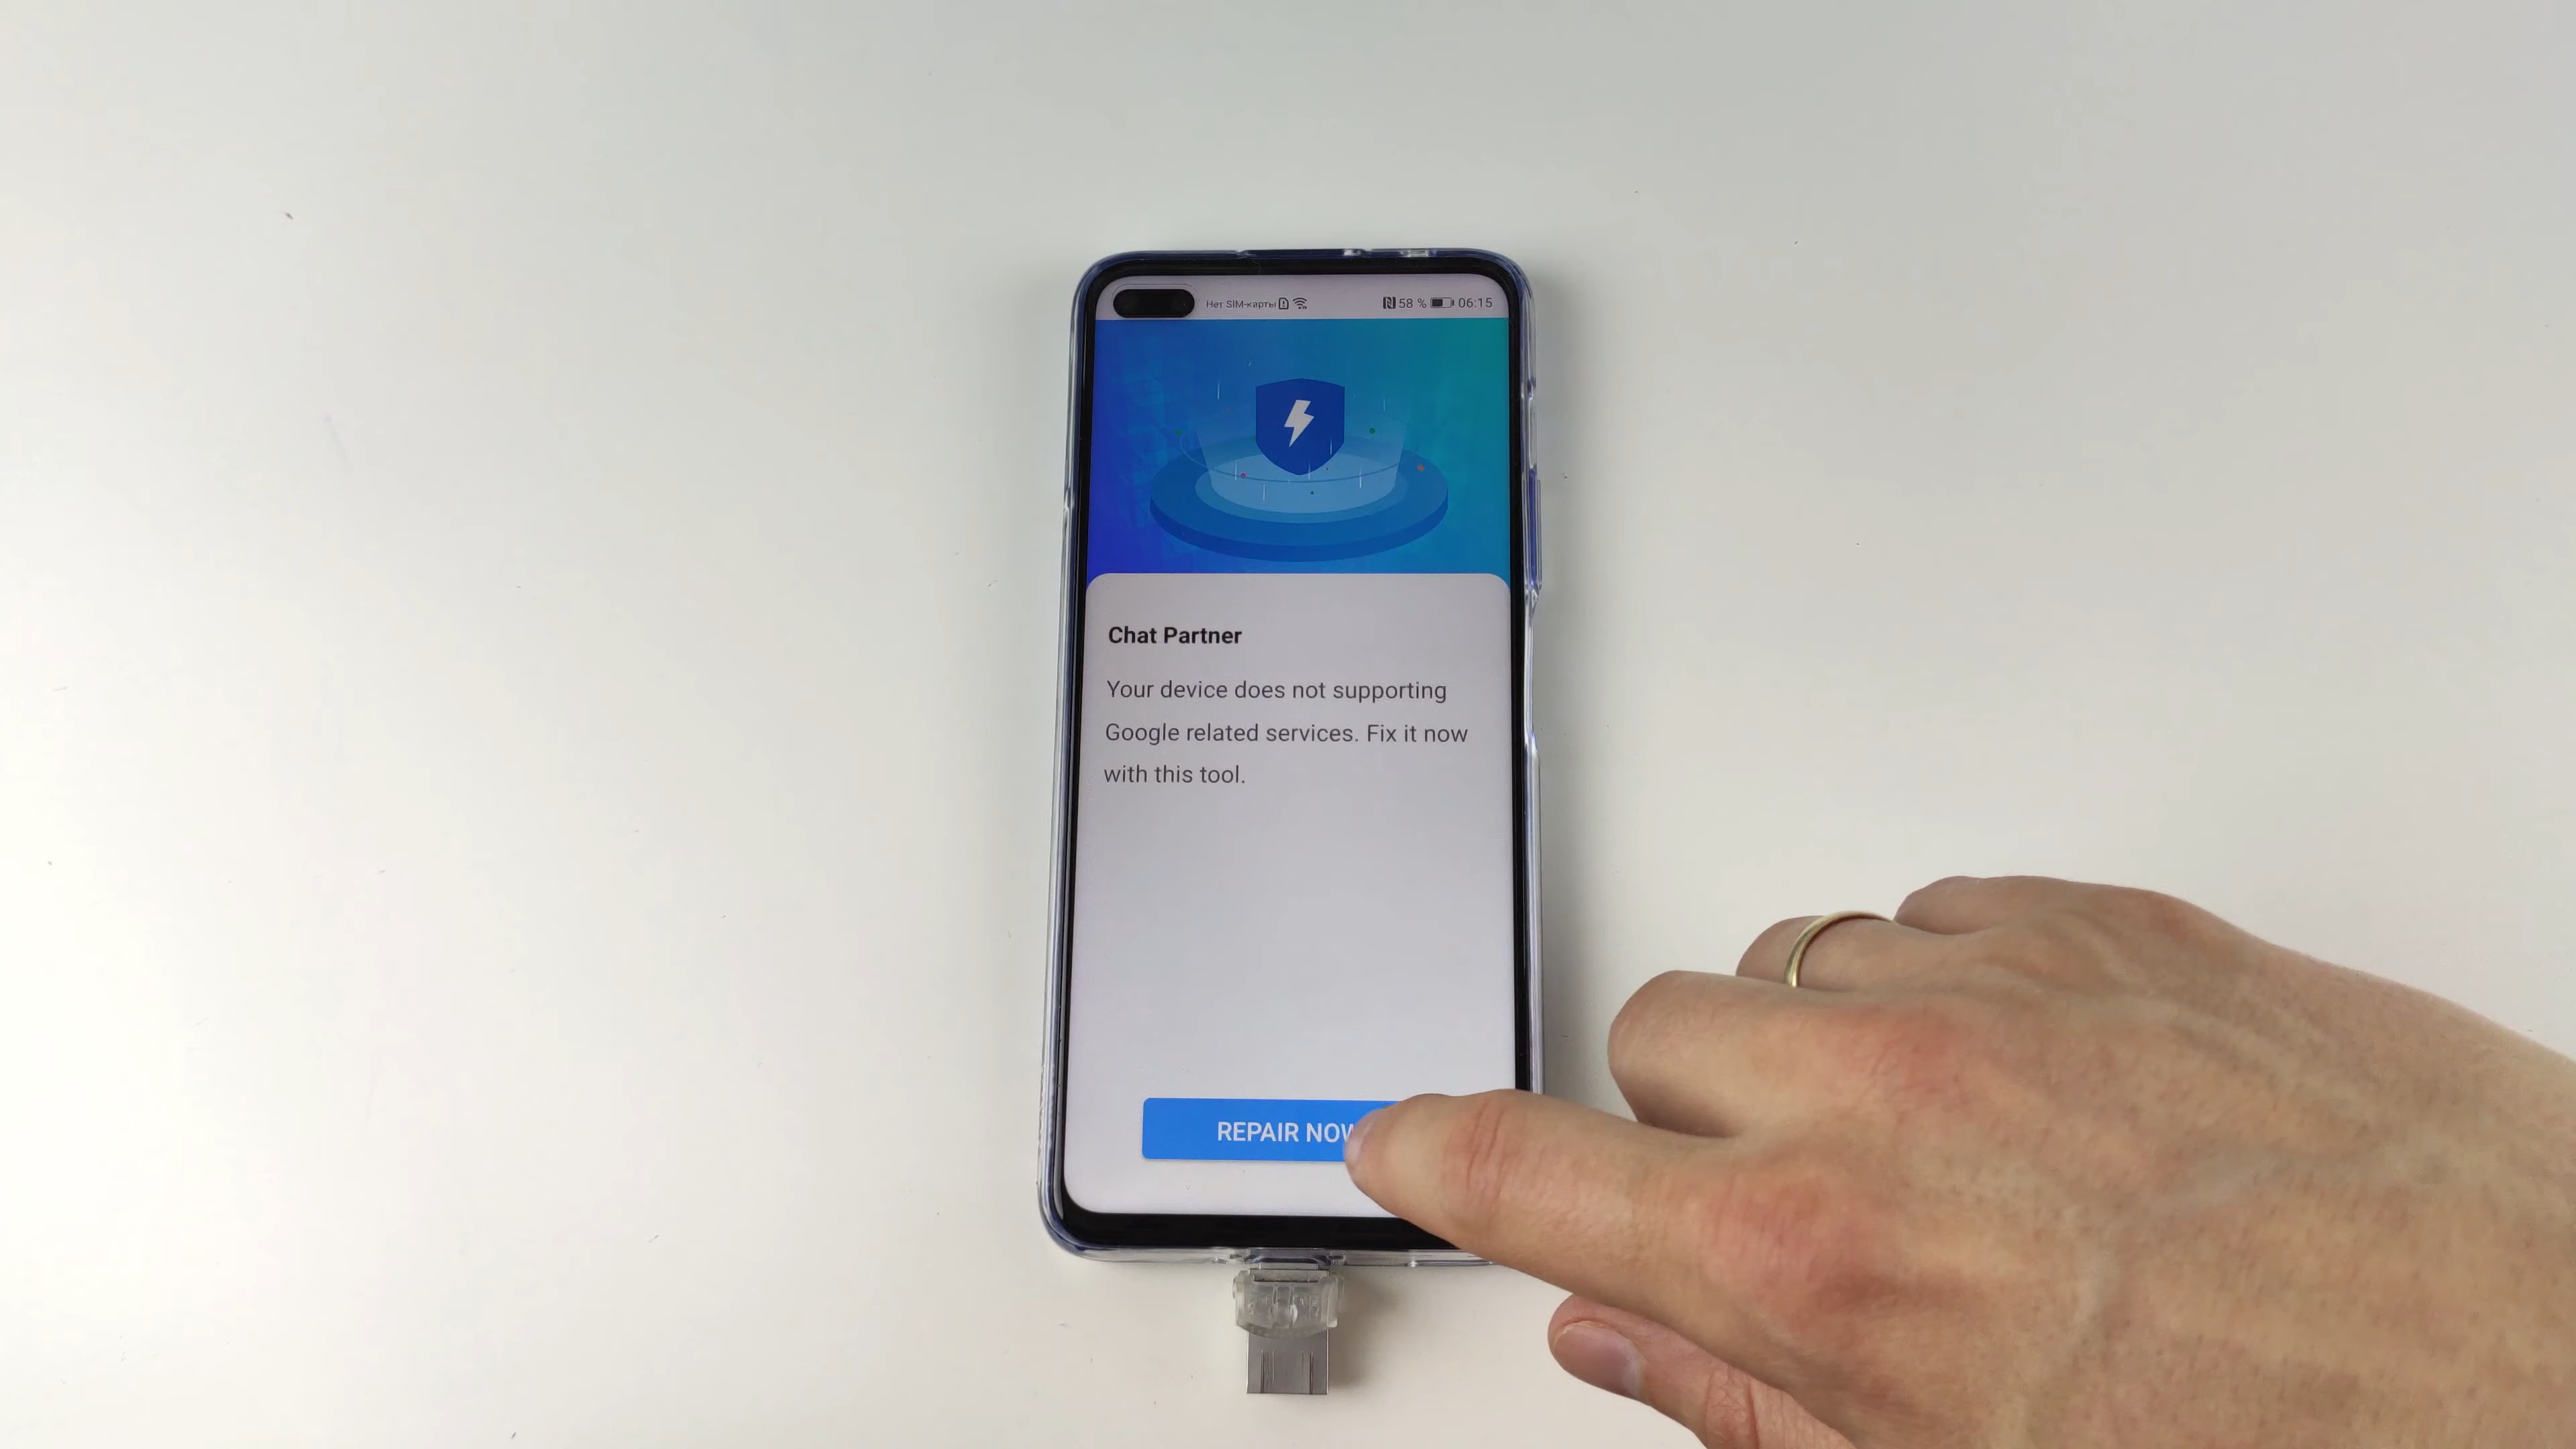 Нет SIM-карты 58 % 06:15
Chat Partner
Your device does not supporting
Google related services. Fix it now
with this tool.
REPAIR NOW